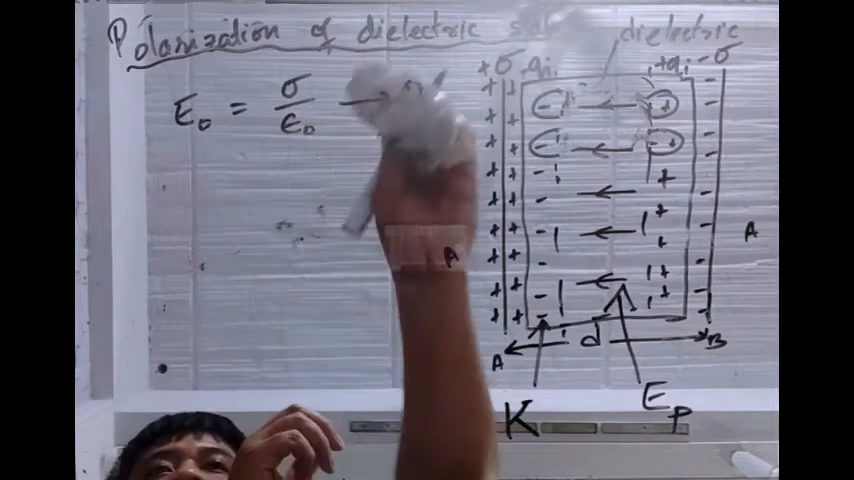 Polarization of dielectric
dielectric
+σ -qi +qi -σ
E₀ = σ/ε₀ →
A A
A d B
K Eₚ